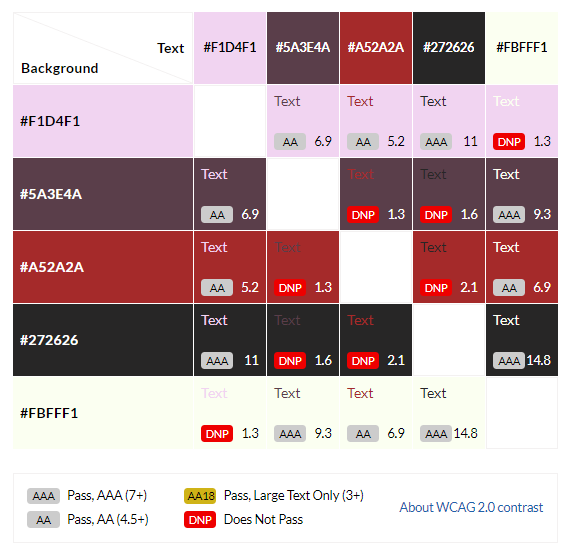 Text
Background
#F1D4F1 #5A3E4A #A52A2A #272626 #FBFFF1
#F1D4F1
Text Text Text Text
AA 6.9 AA 5.2 AAA 11 DNP 1.3
#5A3E4A
Text Text Text Text
AA 6.9 DNP 1.3 DNP 1.6 AAA 9.3
#A52A2A
Text Text Text Text
AA 5.2 DNP 1.3 DNP 2.1 AA 6.9
#272626
Text Text Text Text
AAA 11 DNP 1.6 DNP 2.1 AAA 14.8
#FBFFF1
Text Text Text Text
DNP 1.3 AAA 9.3 AA 6.9 AAA 14.8
AAA Pass, AAA (7+) AA18 Pass, Large Text Only (3+)
About WCAG 2.0 contrast
AA Pass, AA (4.5+) DNP Does Not Pass